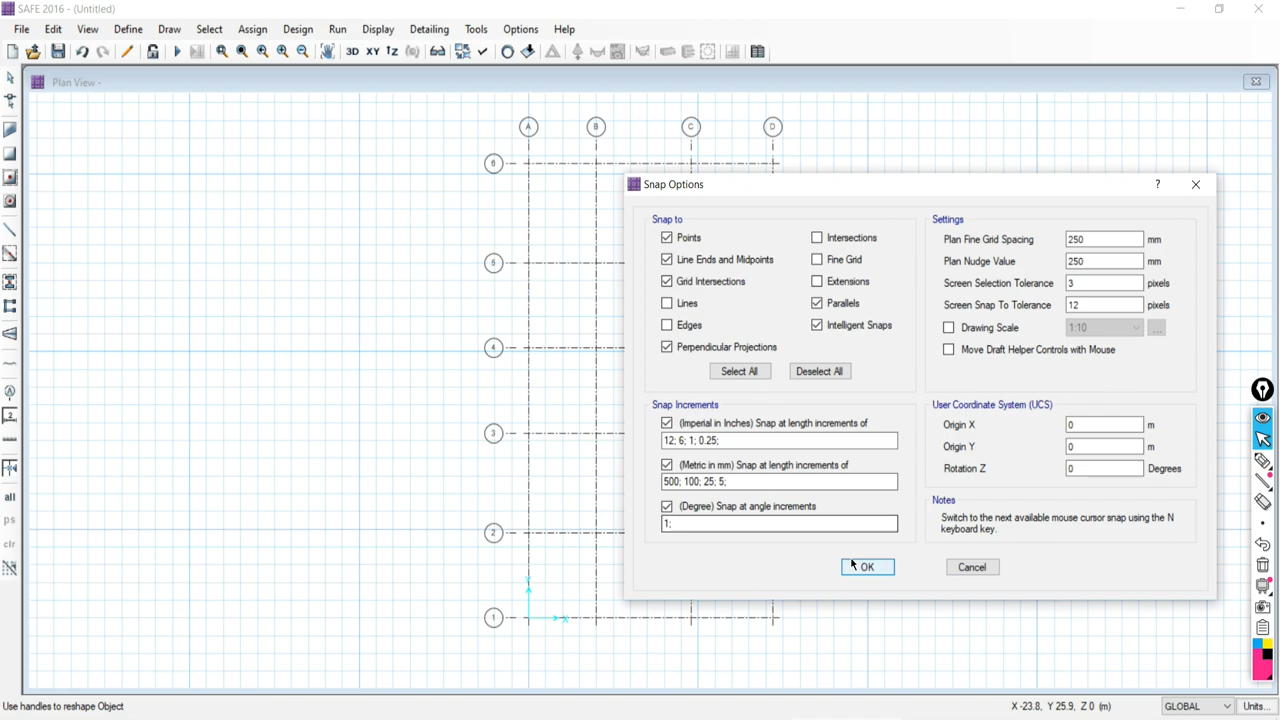 SAFE 2016 - (Untitled)
File Edit View Define Draw Select Assign Design Run Display Detailing Tools Options Help
3D XY
Plan View -
A B C D
6
5
4
3
2
1
Y
X
all
ps
clr
2
A
Snap Options
?
Snap to
Points
Line Ends and Midpoints
Grid Intersections
Lines
Edges
Perpendicular Projections
Intersections
Fine Grid
Extensions
Parallels
Intelligent Snaps
Select All Deselect All
Snap Increments
(Imperial in Inches) Snap at length increments of
12; 6; 1; 0.25;
(Metric in mm) Snap at length increments of
500; 100; 25; 5;
(Degree) Snap at angle increments
1;
Settings
Plan Fine Grid Spacing 250 mm
Plan Nudge Value 250 mm
Screen Selection Tolerance 3 pixels
Screen Snap To Tolerance 12 pixels
Drawing Scale 1:10 ...
Move Draft Helper Controls with Mouse
User Coordinate System (UCS)
Origin X 0 m
Origin Y 0 m
Rotation Z 0 Degrees
Notes
Switch to the next available mouse cursor snap using the N
keyboard key.
OK Cancel
Use handles to reshape Object
X -23.8, Y 25.9, Z 0 (m)
GLOBAL
Units...